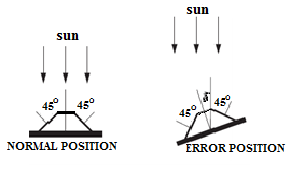 sun
sun
45° 45°
45° δ 45°
NORMAL POSITION
ERROR POSITION